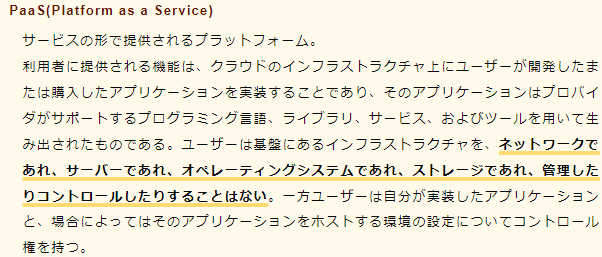 PaaS(Platform as a Service)
サービスの形で提供されるプラットフォーム。
利用者に提供される機能は、クラウドのインフラストラクチャ上にユーザーが開発したま
たは購入したアプリケーションを実装することであり、そのアプリケーションはプロバイ
ダがサポートするプログラミング言語、ライブラリ、サービス、およびツールを用いて生
み出されたものである。ユーザーは基盤にあるインフラストラクチャを、ネットワークで
あれ、サーバーであれ、オペレーティングシステムであれ、ストレージであれ、管理した
りコントロールしたりすることはない。一方ユーザーは自分が実装したアプリケーション
と、場合によってはそのアプリケーションをホストする環境の設定についてコントロール
権を持つ。